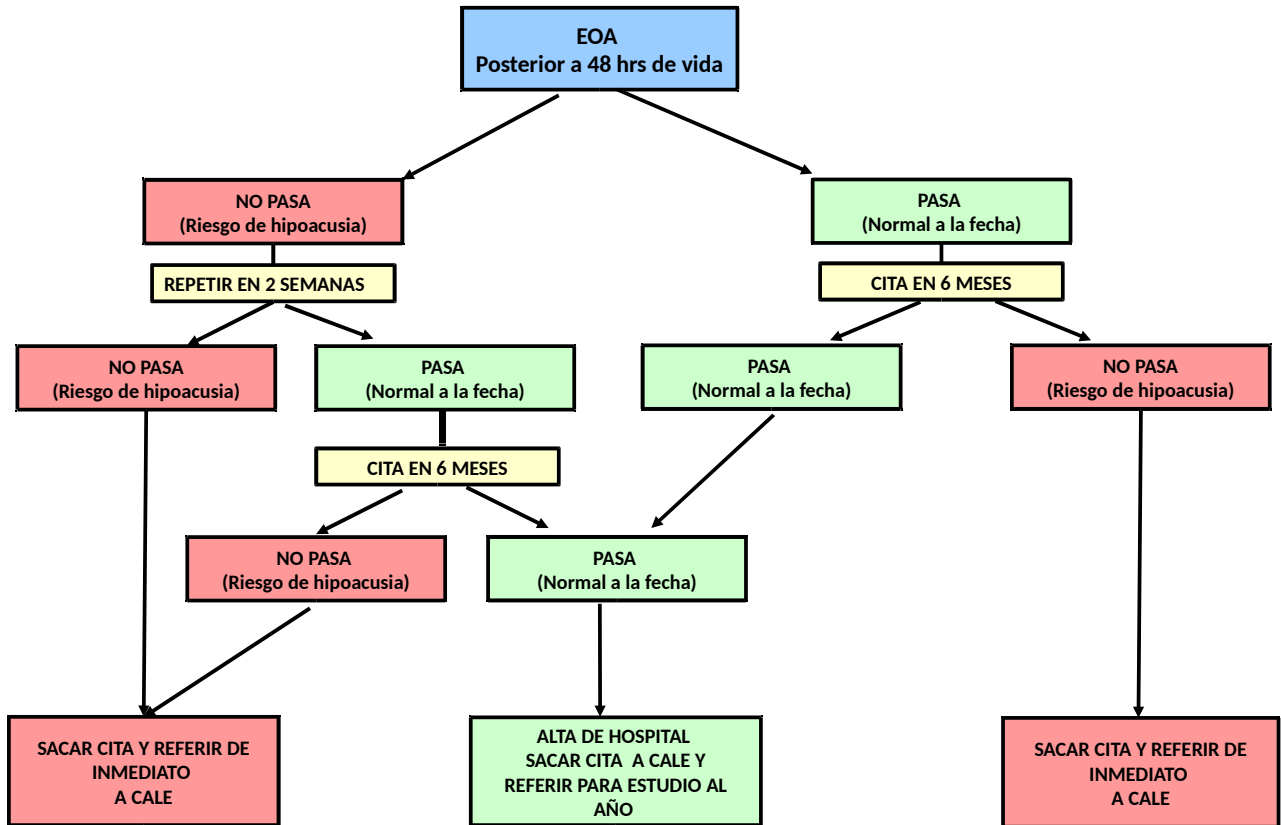 EOA
Posterior a 48 hrs de vida
NO PASA
(Riesgo de hipoacusia)
PASA
(Normal a la fecha)
REPETIR EN 2 SEMANAS
CITA EN 6 MESES
NO PASA
(Riesgo de hipoacusia)
PASA
(Normal a la fecha)
PASA
(Normal a la fecha)
NO PASA
(Riesgo de hipoacusia)
CITA EN 6 MESES
NO PASA
(Riesgo de hipoacusia)
PASA
(Normal a la fecha)
SACAR CITA Y REFERIR DE
INMEDIATO
A CALE
ALTA DE HOSPITAL
SACAR CITA A CALE Y
REFERIR PARA ESTUDIO AL
AÑO
SACAR CITA Y REFERIR DE
INMEDIATO
A CALE